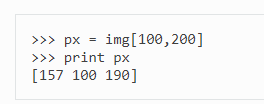 >>> px = img[100,200]
>>> print px
[157 100 190]